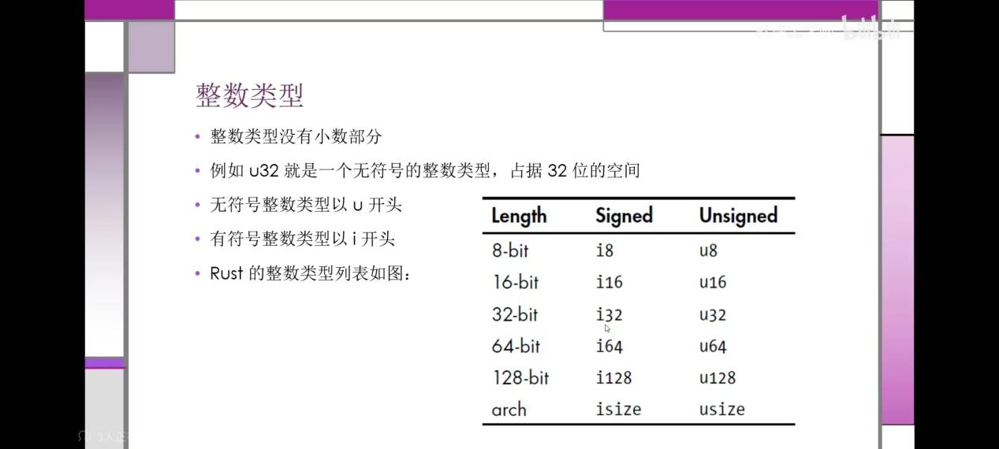 bilibili
整数类型
• 整数类型没有小数部分
• 例如 u32 就是一个无符号的整数类型，占据 32 位的空间
• 无符号整数类型以 u 开头
• 有符号整数类型以 i 开头
• Rust 的整数类型列表如图：
Length Signed Unsigned
8-bit i8 u8
16-bit i16 u16
32-bit i32 u32
64-bit i64 u64
128-bit i128 u128
arch isize usize
3人正